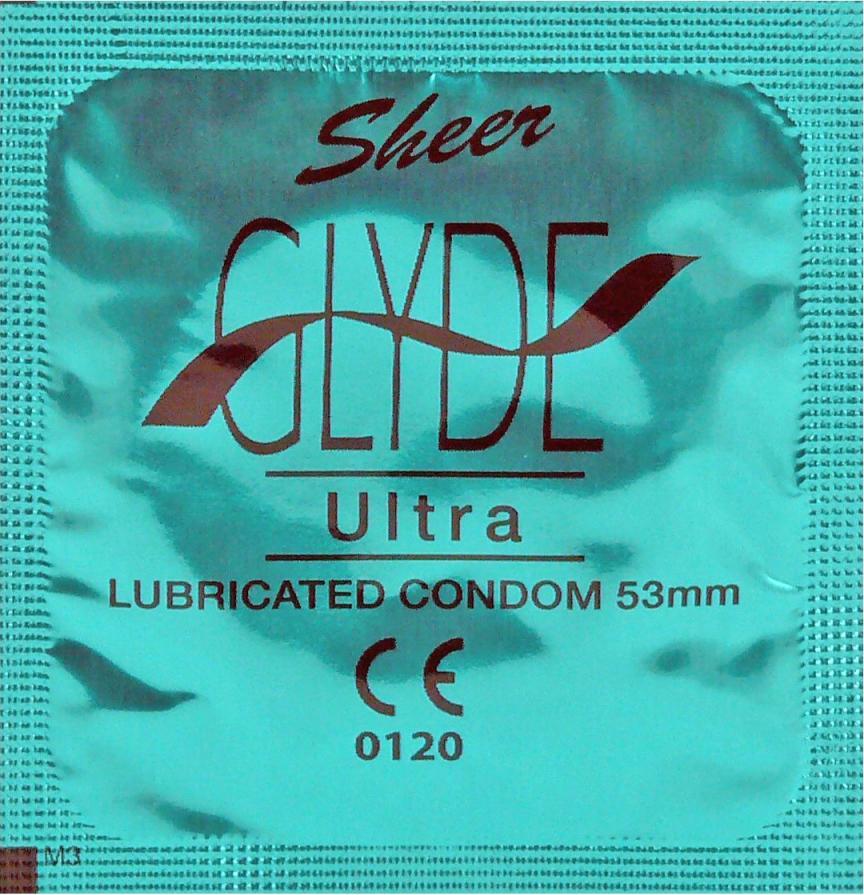 Sheer
GLYDE
Ultra
LUBRICATED CONDOM 53mm
CE
0120
M3